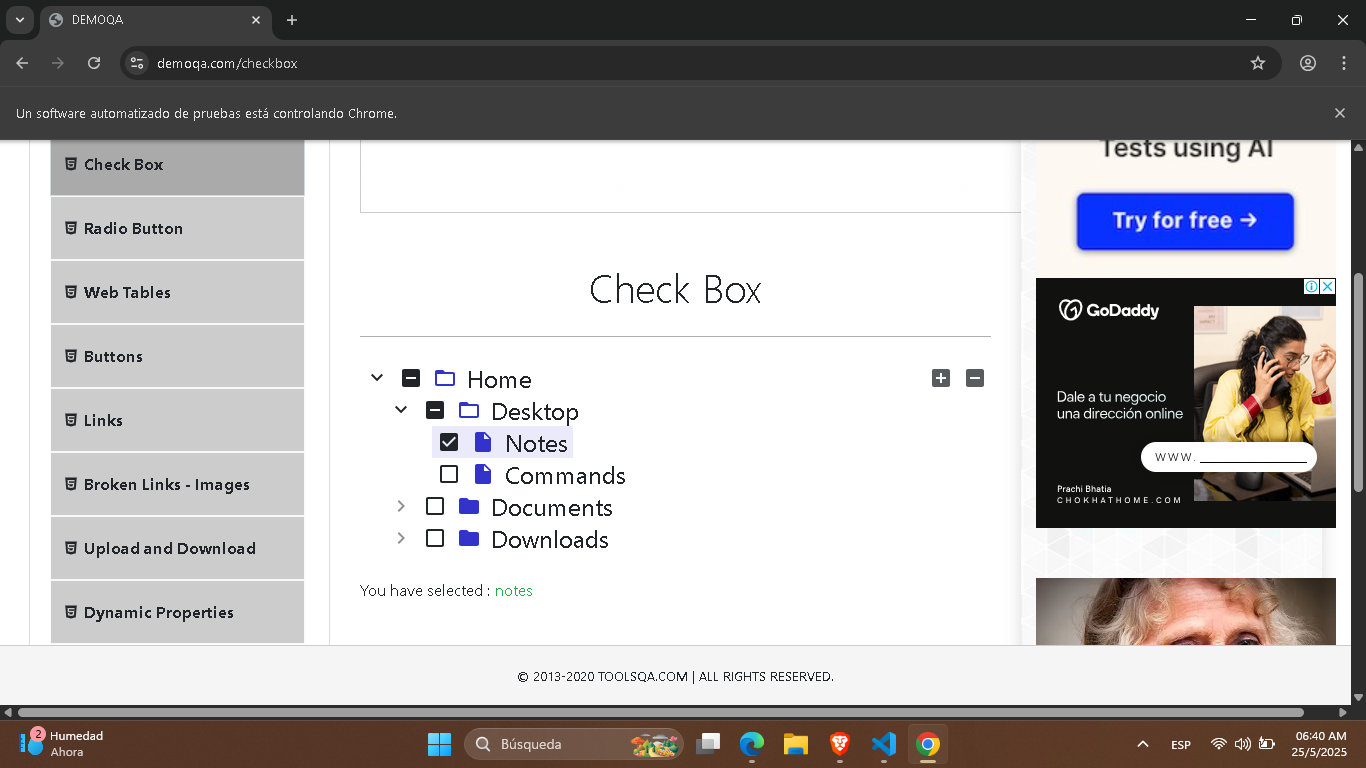 DEMOQA
demoqa.com/checkbox
Un software automatizado de pruebas está controlando Chrome.
Check Box
Radio Button
Web Tables
Buttons
Links
Broken Links - Images
Upload and Download
Dynamic Properties
Check Box
Home
Desktop
Notes
Commands
Documents
Downloads
You have selected : notes
Tests using AI
Try for free →
GoDaddy
Dale a tu negocio
una dirección online
www. ____________
Prachi Bhatia
CHOKHATHOME.COM
© 2013-2020 TOOLSQA.COM | ALL RIGHTS RESERVED.
2
Humedad
Ahora
Búsqueda
ESP
06:40 AM
25/5/2025